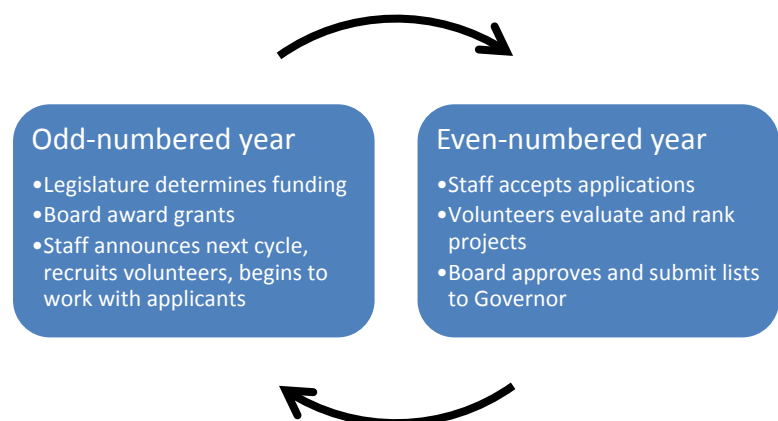 Odd-numbered year
•Legislature determines funding
•Board award grants
•Staff announces next cycle,
recruits volunteers, begins to
work with applicants
Even-numbered year
•Staff accepts applications
•Volunteers evaluate and rank
projects
•Board approves and submit lists
to Governor